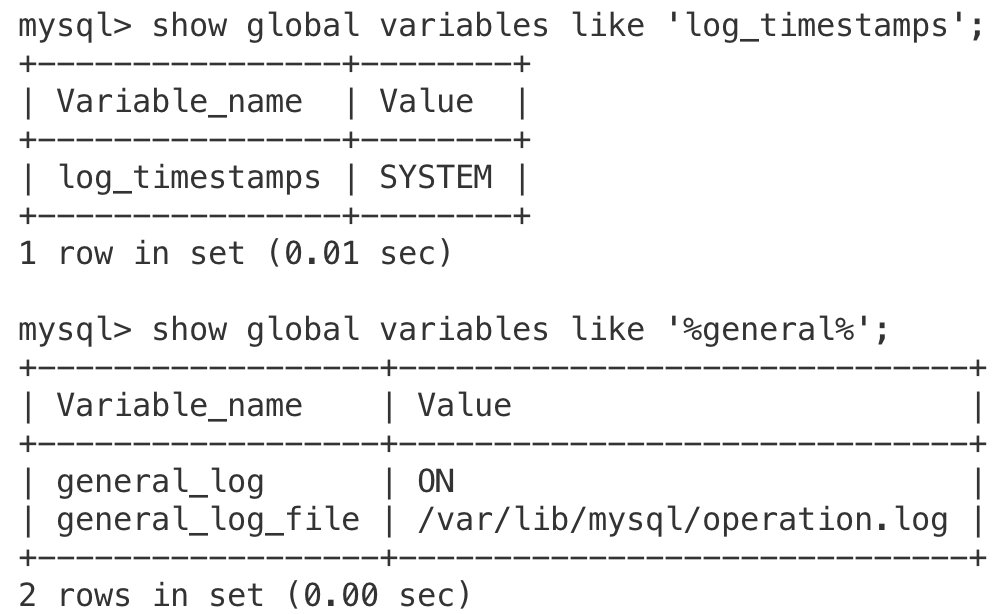 mysql> show global variables like 'log_timestamps';
+----------------+--------+
| Variable_name  | Value  |
+----------------+--------+
| log_timestamps | SYSTEM |
+----------------+--------+
1 row in set (0.01 sec)

mysql> show global variables like '%general%';
+------------------+------------------------------+
| Variable_name    | Value                        |
+------------------+------------------------------+
| general_log      | ON                           |
| general_log_file | /var/lib/mysql/operation.log |
+------------------+------------------------------+
2 rows in set (0.00 sec)